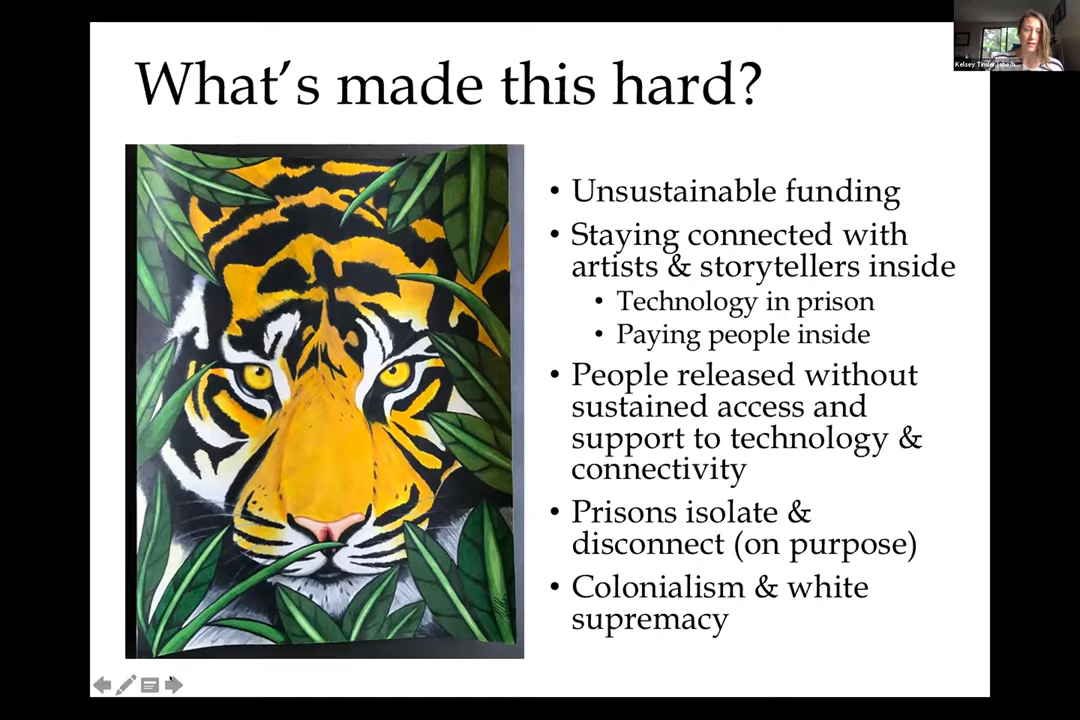 What's made this hard?
Kelsey
• Unsustainable funding
• Staying connected with
artists & storytellers inside
• Technology in prison
• Paying people inside
• People released without
sustained access and
support to technology &
connectivity
• Prisons isolate &
disconnect (on purpose)
• Colonialism & white
supremacy